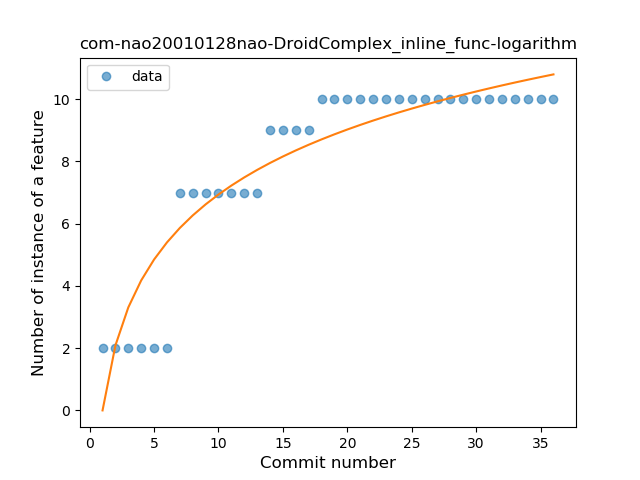 com-nao20010128nao-DroidComplex_inline_func-logarithm
data
Number of instance of a feature
10
8
6
4
2
0
0 5 10 15 20 25 30 35
Commit number